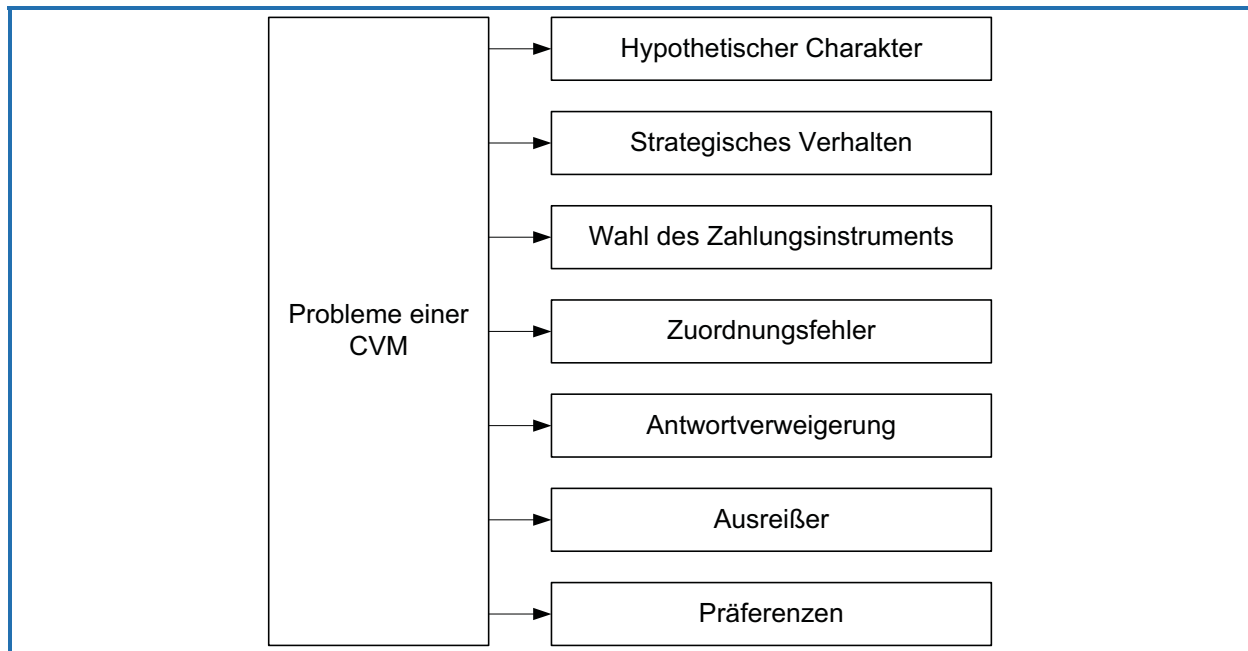 Hypothetischer Charakter
Strategisches Verhalten
Wahl des Zahlungsinstruments
Probleme einer
CVM
Zuordnungsfehler
Antwortverweigerung
Ausreißer
Präferenzen